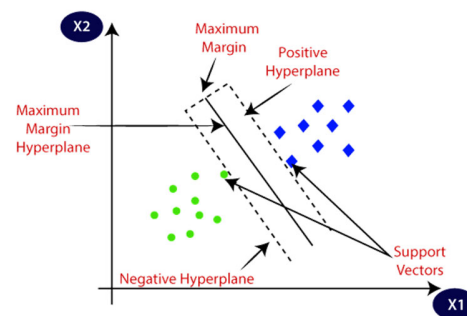 X2
Maximum
Margin
Positive
Hyperplane
Maximum
Margin
Hyperplane
Support
Vectors
Negative Hyperplane
X1